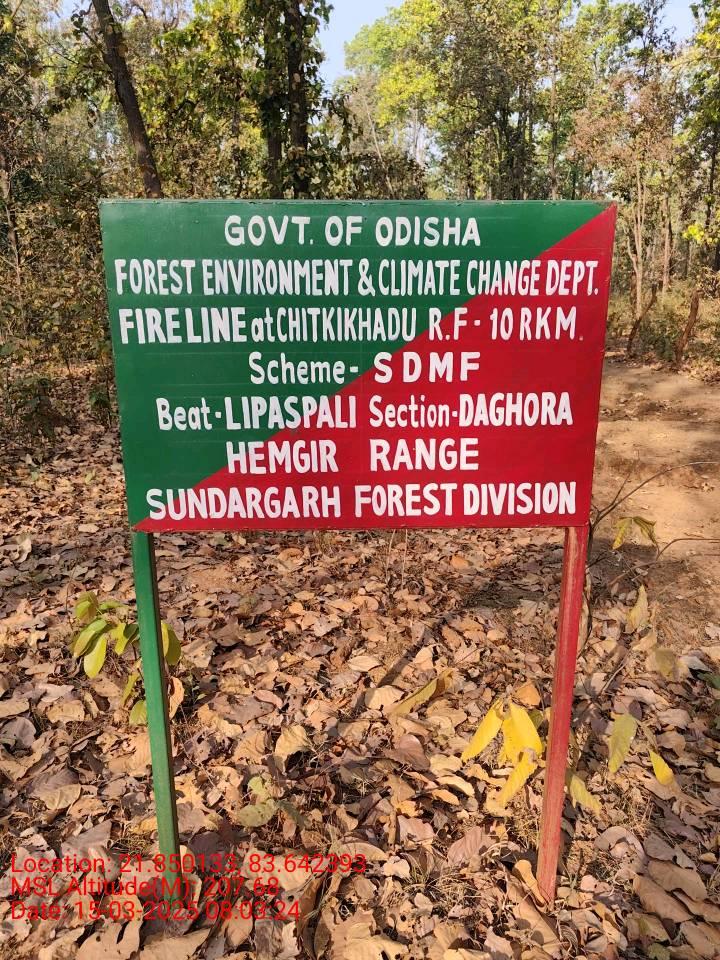 GOVT. OF ODISHA
FOREST ENVIRONMENT & CLIMATE CHANGE DEPT.
FIRE LINE at CHITKIKHADU R.F - 10 RKM.
Scheme- SDMF
Beat-LIPASPALI Section-DAGHORA
HEMGIR RANGE
SUNDARGARH FOREST DIVISION
Location: 21.850133, 83.642393
MSL Altitude(M): 207.68
Date: 15-03-2025 08:03:24